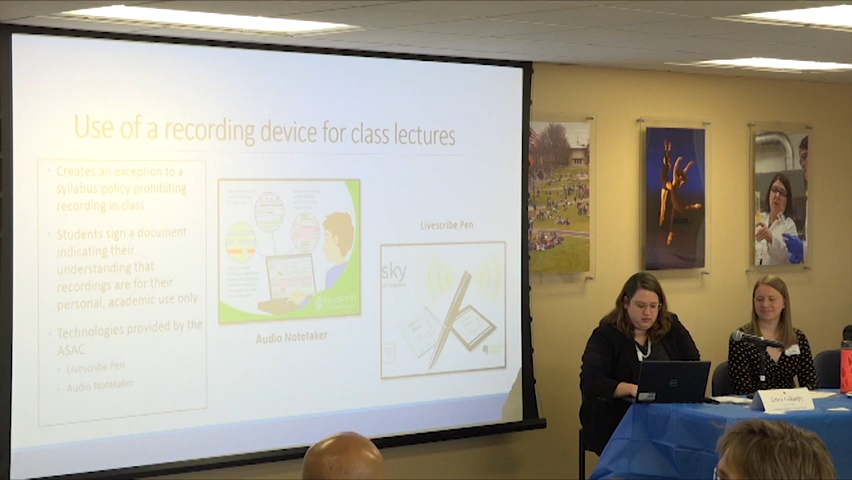 Use of a recording device for class lectures
Creates an exception to a
syllabus policy prohibiting
recording in class
Students sign a document
indicating their
understanding that
recordings are for their
personal, academic use only
Technologies provided by the
ASAC
Livescribe Pen
Audio Notetaker
Audio Notetaker
Livescribe Pen
sky